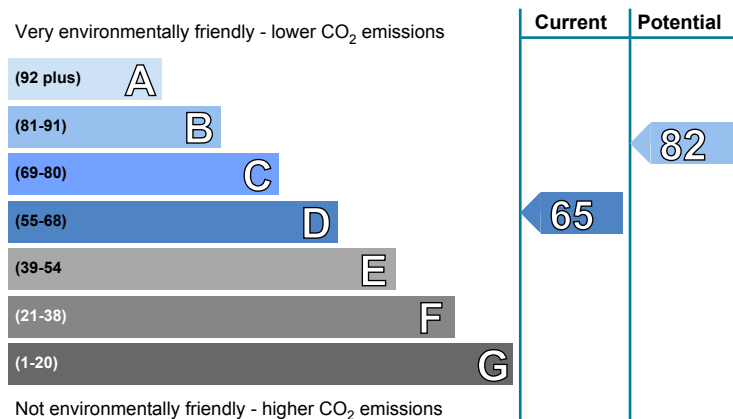 Current Potential
Very environmentally friendly - lower CO2 emissions
(92 plus) A
(81-91) B
82
(69-80) C
(55-68) D
65
(39-54 E
(21-38) F
(1-20) G
Not environmentally friendly - higher CO2 emissions